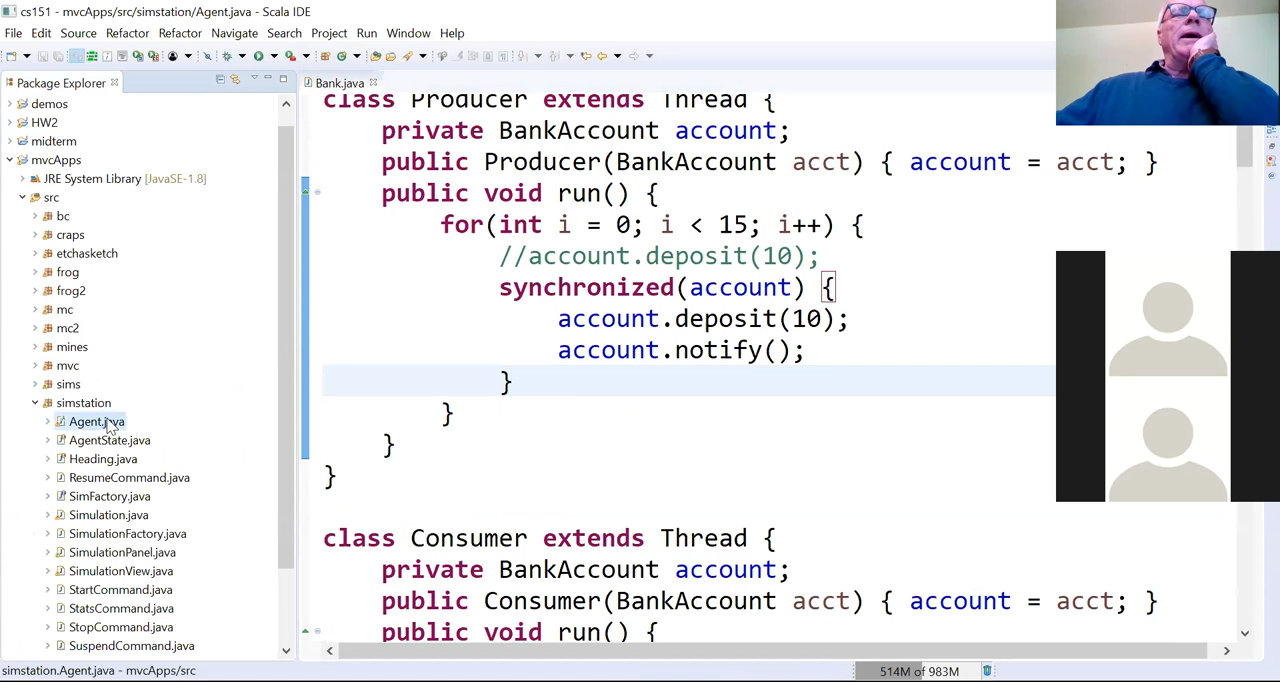 cs151 - mvcApps/src/simstation/Agent.java - Scala IDE
File Edit Source Refactor Refactor Navigate Search Project Run Window Help
Package Explorer
demos
HW2
midterm
mvcApps
JRE System Library [JavaSE-1.8]
src
bc
craps
etchasketch
frog
frog2
mc
mc2
mines
mvc
sims
simstation
Agent.java
AgentState.java
Heading.java
ResumeCommand.java
SimFactory.java
Simulation.java
SimulationFactory.java
SimulationPanel.java
SimulationView.java
StartCommand.java
StatsCommand.java
StopCommand.java
SuspendCommand.java
Bank.java
class Producer extends Thread {
private BankAccount account;
public Producer(BankAccount acct) { account = acct; }
public void run() {
for(int i = 0; i < 15; i++) {
//account.deposit(10);
synchronized(account) {
account.deposit(10);
account.notify();
}
}
}
}
class Consumer extends Thread {
private BankAccount account;
public Consumer(BankAccount acct) { account = acct; }
public void run() {
simstation.Agent.java - mvcApps/src
514M of 983M